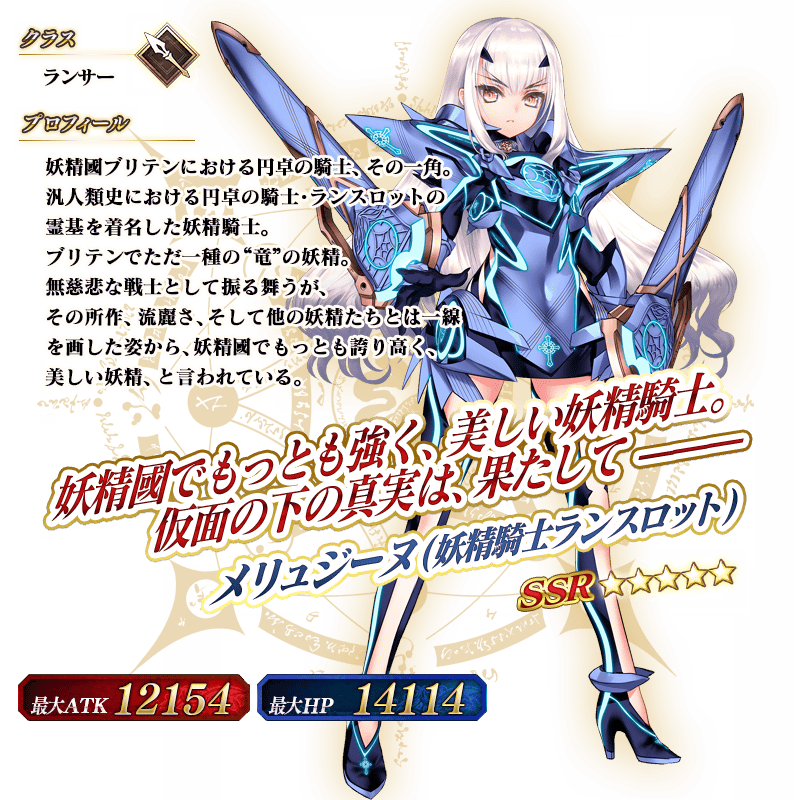 クラス
ランサー
プロフィール
妖精國ブリテンにおける円卓の騎士、その一角。
汎人類史における円卓の騎士・ランスロットの
霊基を着名した妖精騎士。
ブリテンでただ一種の“竜”の妖精。
無慈悲な戦士として振る舞うが、
その所作、流麗さ、そして他の妖精たちとは一線
を画した姿から、妖精國でもっとも誇り高く、
美しい妖精、と言われている。
妖精國でもっとも強く、美しい妖精騎士。
仮面の下の真実は、果たして——
メリュジーヌ(妖精騎士ランスロット)
SSR ☆☆☆☆☆
最大ATK 12154
最大HP 14114